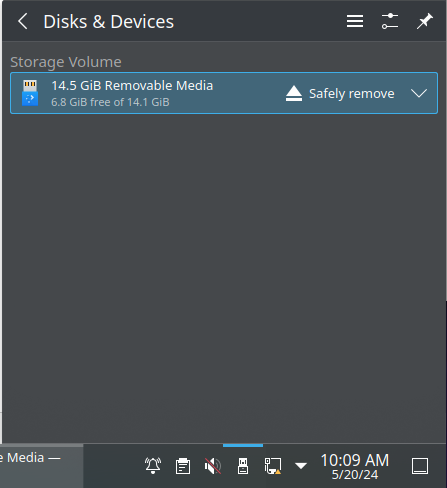 Disks & Devices
Storage Volume
14.5 GiB Removable Media
6.8 GiB free of 14.1 GiB
Safely remove
e Media —
10:09 AM
5/20/24